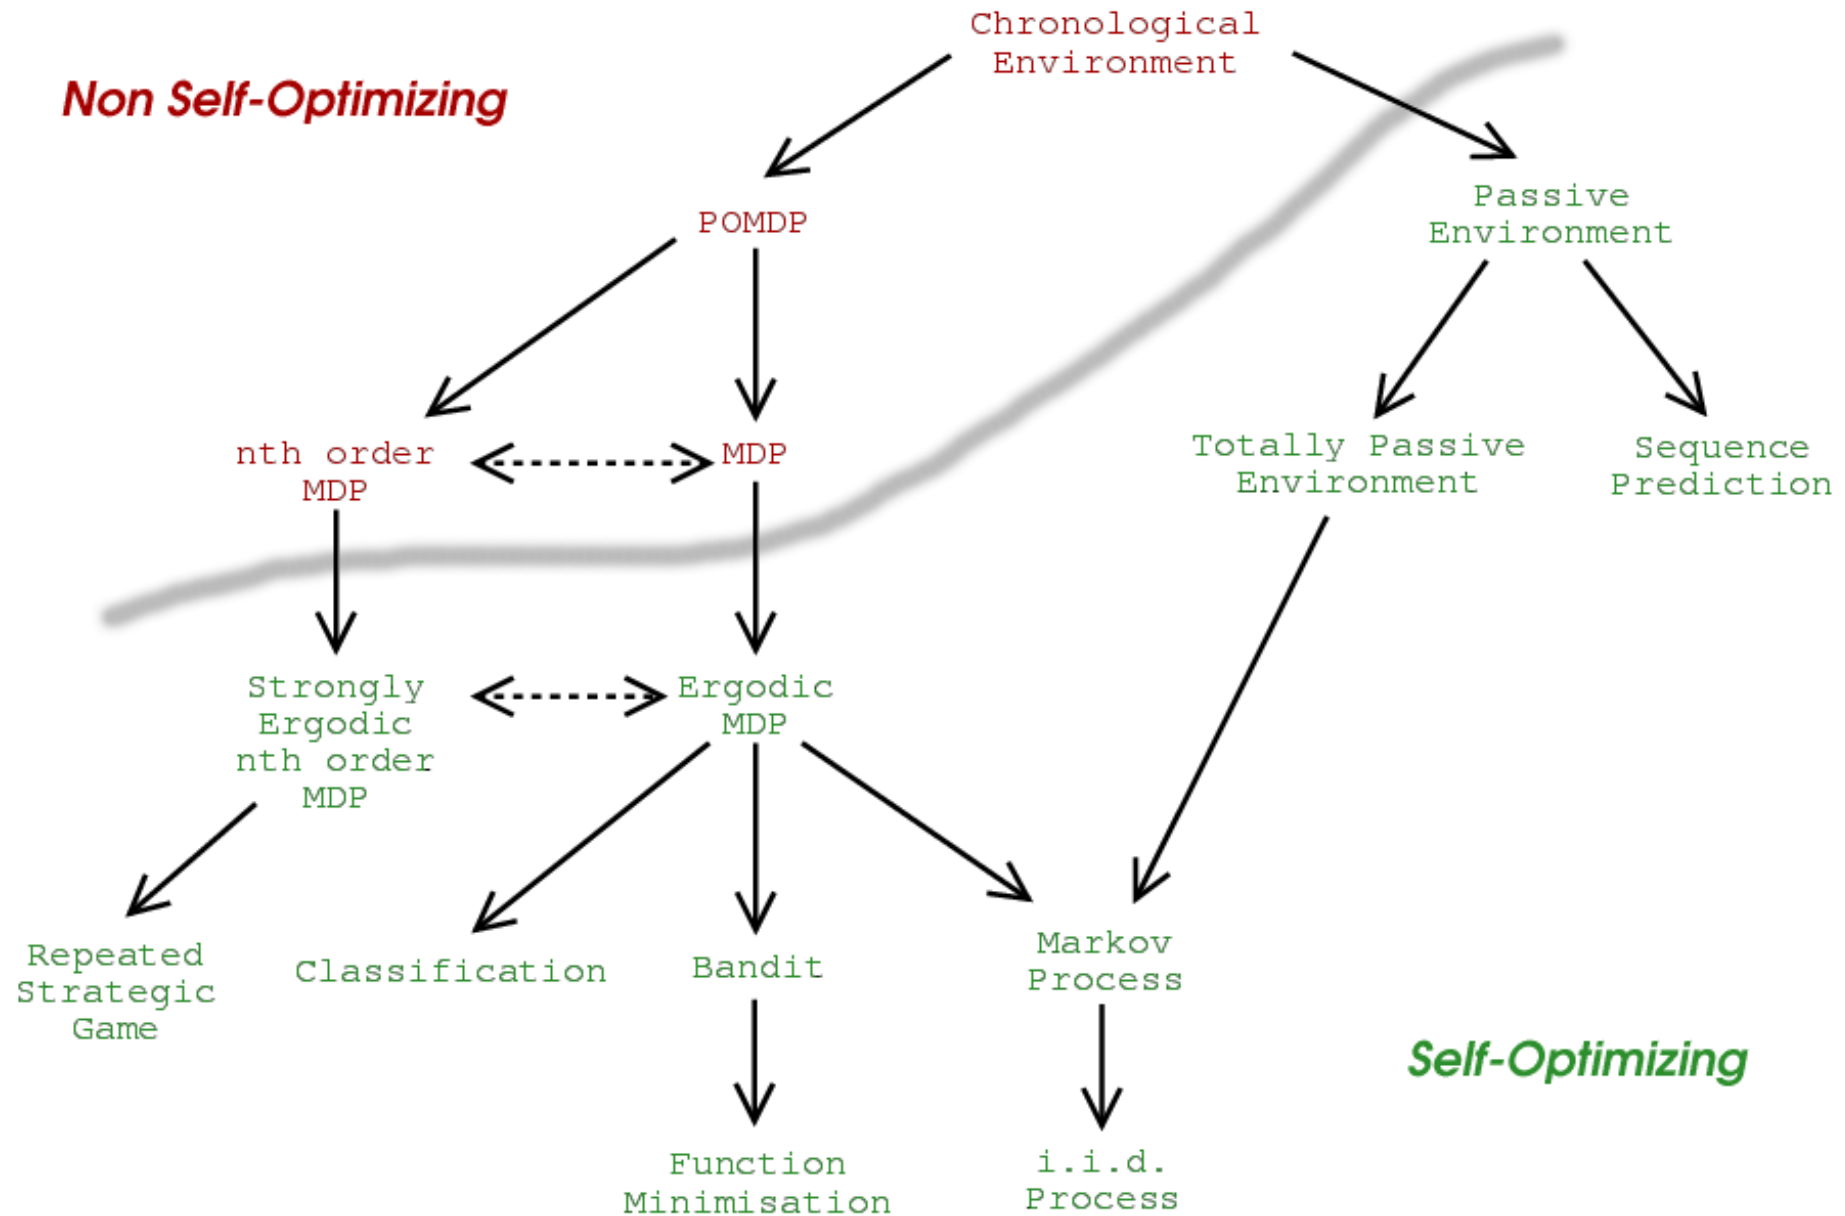 Chronological
Environment
Non Self-Optimizing
POMDP
Passive
Environment
nth order
MDP
MDP
Totally Passive
Environment
Sequence
Prediction
Strongly
Ergodic
nth order
MDP
Ergodic
MDP
Repeated
Strategic
Game
Classification
Bandit
Markov
Process
Self-Optimizing
Function
Minimisation
i.i.d.
Process